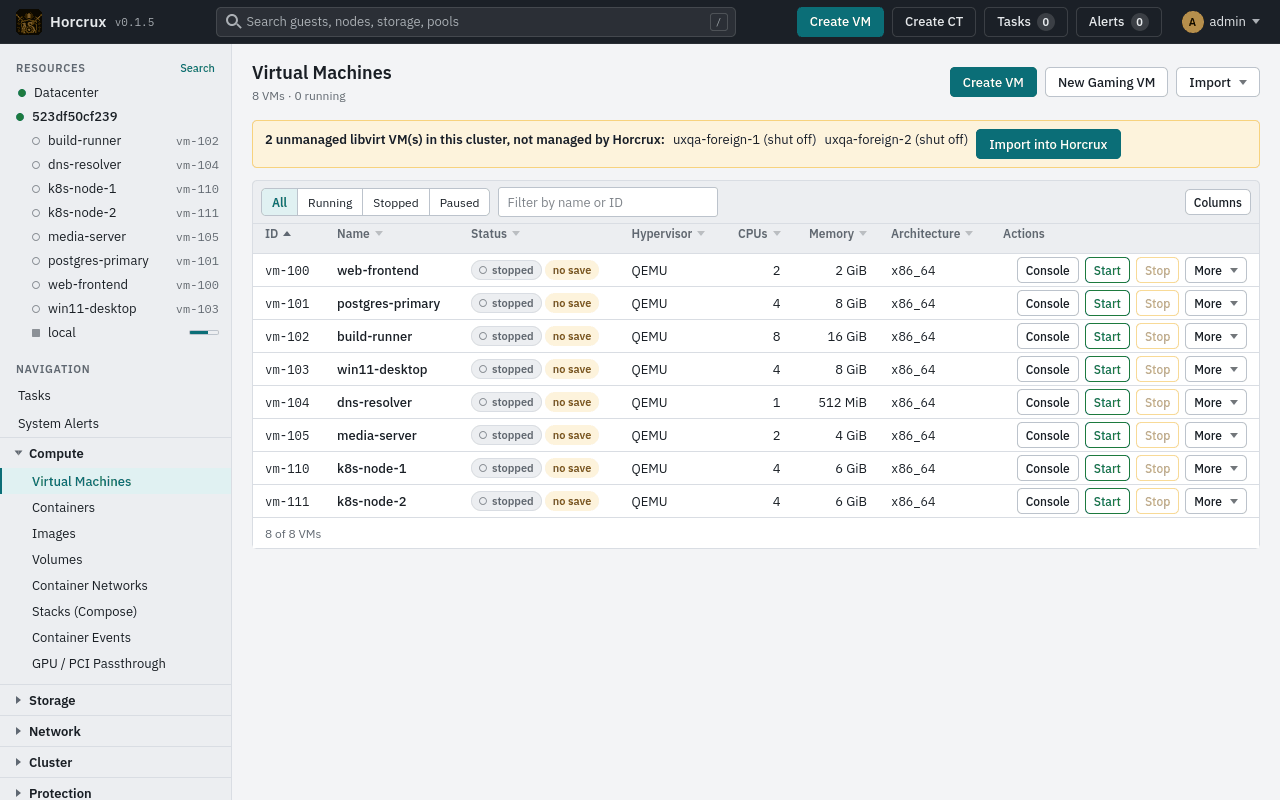 Horcrux v0.1.5 Search guests, nodes, storage, pools / Create VM Create CT Tasks 0 Alerts 0 A admin
RESOURCES Search
Datacenter
523df50cf239
build-runner vm-102
dns-resolver vm-104
k8s-node-1 vm-110
k8s-node-2 vm-111
media-server vm-105
postgres-primary vm-101
web-frontend vm-100
win11-desktop vm-103
local
NAVIGATION
Tasks
System Alerts
Compute
Virtual Machines
Containers
Images
Volumes
Container Networks
Stacks (Compose)
Container Events
GPU / PCI Passthrough
Storage
Network
Cluster
Protection
Virtual Machines
8 VMs · 0 running
Create VM New Gaming VM Import
2 unmanaged libvirt VM(s) in this cluster, not managed by Horcrux: uxqa-foreign-1 (shut off) uxqa-foreign-2 (shut off) Import into Horcrux
All Running Stopped Paused Filter by name or ID Columns
ID Name Status Hypervisor CPUs Memory Architecture Actions
vm-100 web-frontend stopped no save QEMU 2 2 GiB x86_64 Console Start Stop More
vm-101 postgres-primary stopped no save QEMU 4 8 GiB x86_64 Console Start Stop More
vm-102 build-runner stopped no save QEMU 8 16 GiB x86_64 Console Start Stop More
vm-103 win11-desktop stopped no save QEMU 4 8 GiB x86_64 Console Start Stop More
vm-104 dns-resolver stopped no save QEMU 1 512 MiB x86_64 Console Start Stop More
vm-105 media-server stopped no save QEMU 2 4 GiB x86_64 Console Start Stop More
vm-110 k8s-node-1 stopped no save QEMU 4 6 GiB x86_64 Console Start Stop More
vm-111 k8s-node-2 stopped no save QEMU 4 6 GiB x86_64 Console Start Stop More
8 of 8 VMs